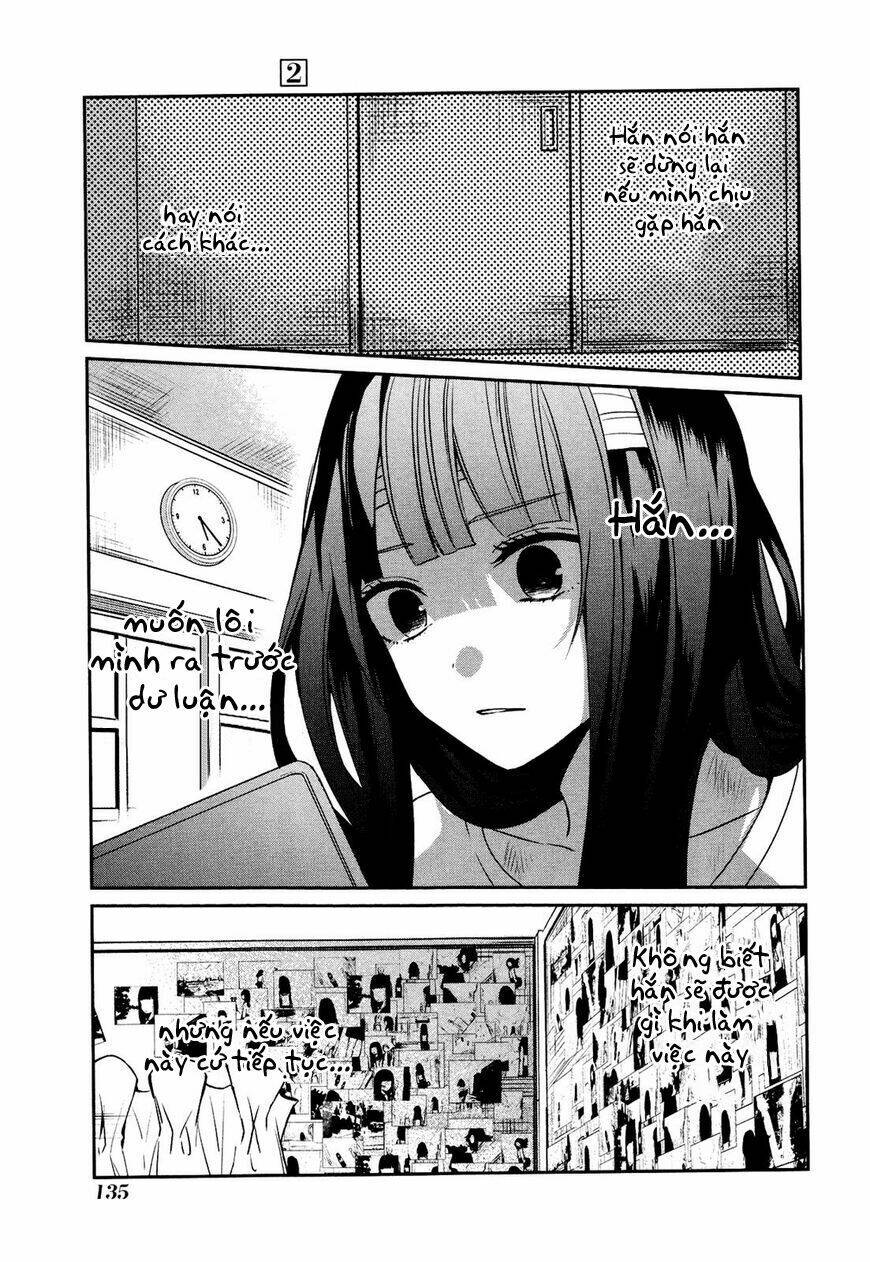 2
Hắn nói hắn
sẽ dừng lại
nếu mình chịu
gặp hắn
hay nói
cách khác...
Hắn...
muốn lôi
mình ra trước
dư luận...
Không biết
hắn sẽ được
gì khi làm
việc này
nhưng nếu việc
này cứ tiếp tục...
135